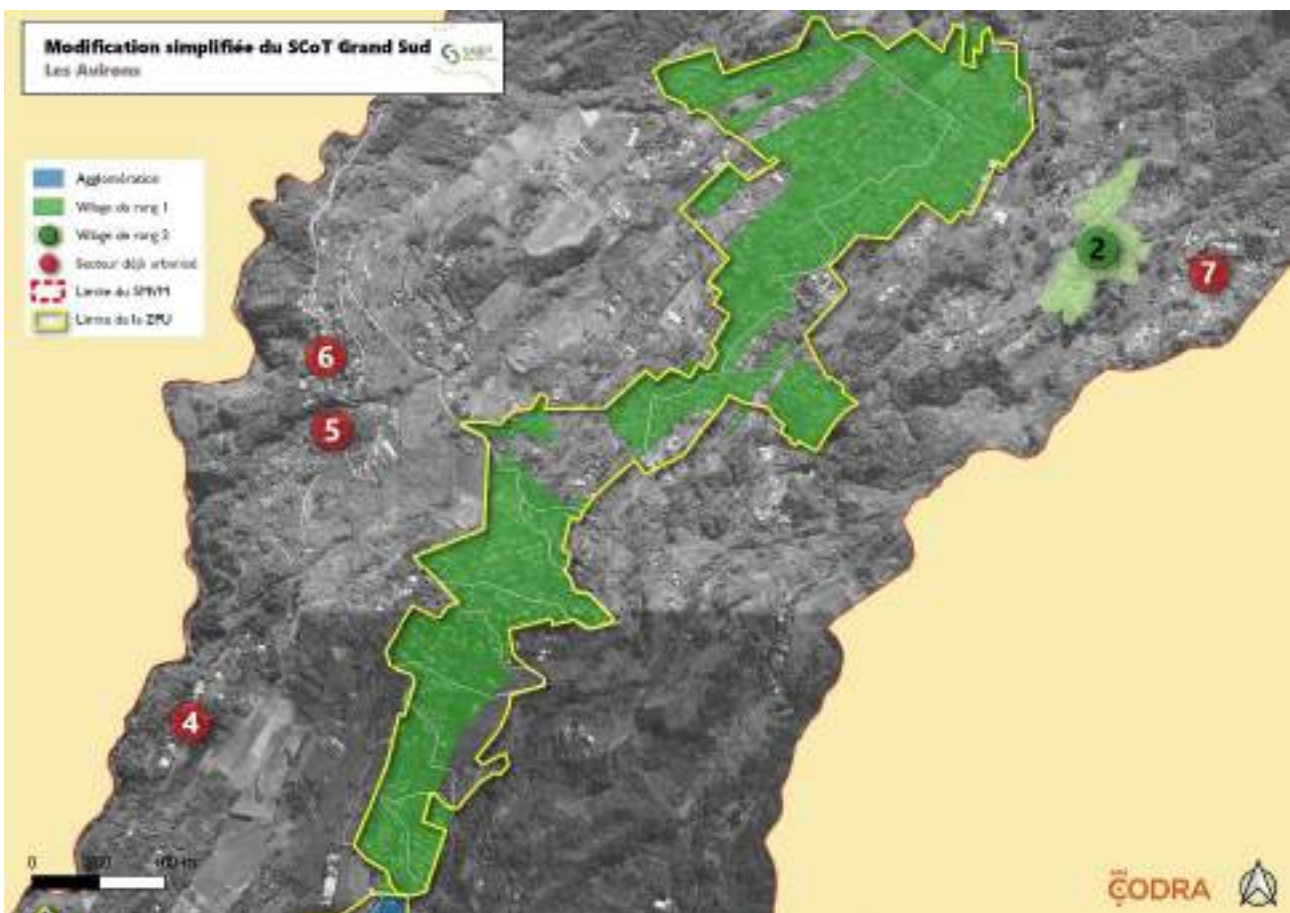 Modification simplifiée du SCoT Grand Sud
Les Avirons
Agglomération
Village de rang 1
Village de rang 2
Secteur déjà urbanisé
Limite du SMVM
Limite de la ZPU
2
7
6
5
4
0
CODRA